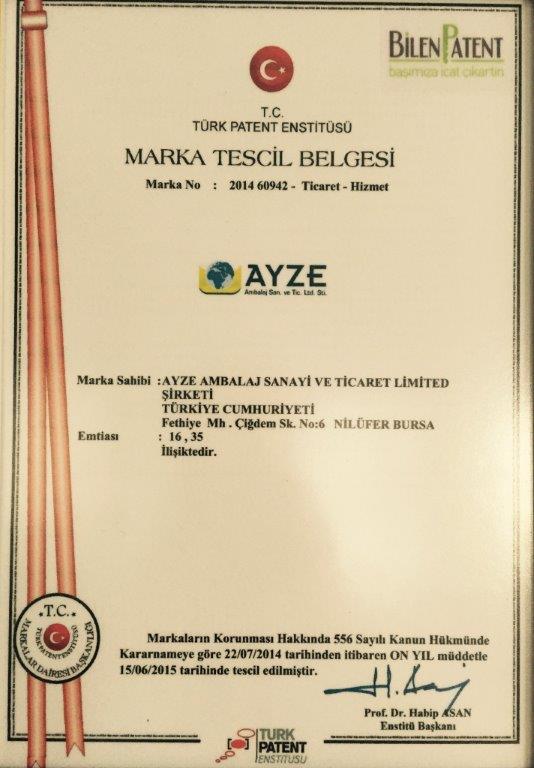 BİLENPATENT
başımıza icat çıkartın
T.C.
TÜRK PATENT ENSTİTÜSÜ
MARKA TESCİL BELGESİ
Marka No : 2014 60942 - Ticaret - Hizmet
AYZE
Ambalaj San. ve Tic. Ltd. Sti.
Marka Sahibi :AYZE AMBALAJ SANAYİ VE TİCARET LİMİTED
ŞİRKETİ
TÜRKİYE CUMHURİYETİ
Fethiye Mh . Çiğdem Sk. No:6 NİLÜFER BURSA
Emtiası : 16 , 35
İlişiktedir.
T.C.
TÜRK PATENT ENSTİTÜSÜ
MARKALAR DAİRESİ BAŞKANLIĞI
Markaların Korunması Hakkında 556 Sayılı Kanun Hükmünde
Kararnameye göre 22/07/2014 tarihinden itibaren ON YIL müddetle
15/06/2015 tarihinde tescil edilmiştir.
Prof. Dr. Habip ASAN
Enstitü Başkanı
TÜRK
PATENT
ENSTİTÜSÜ